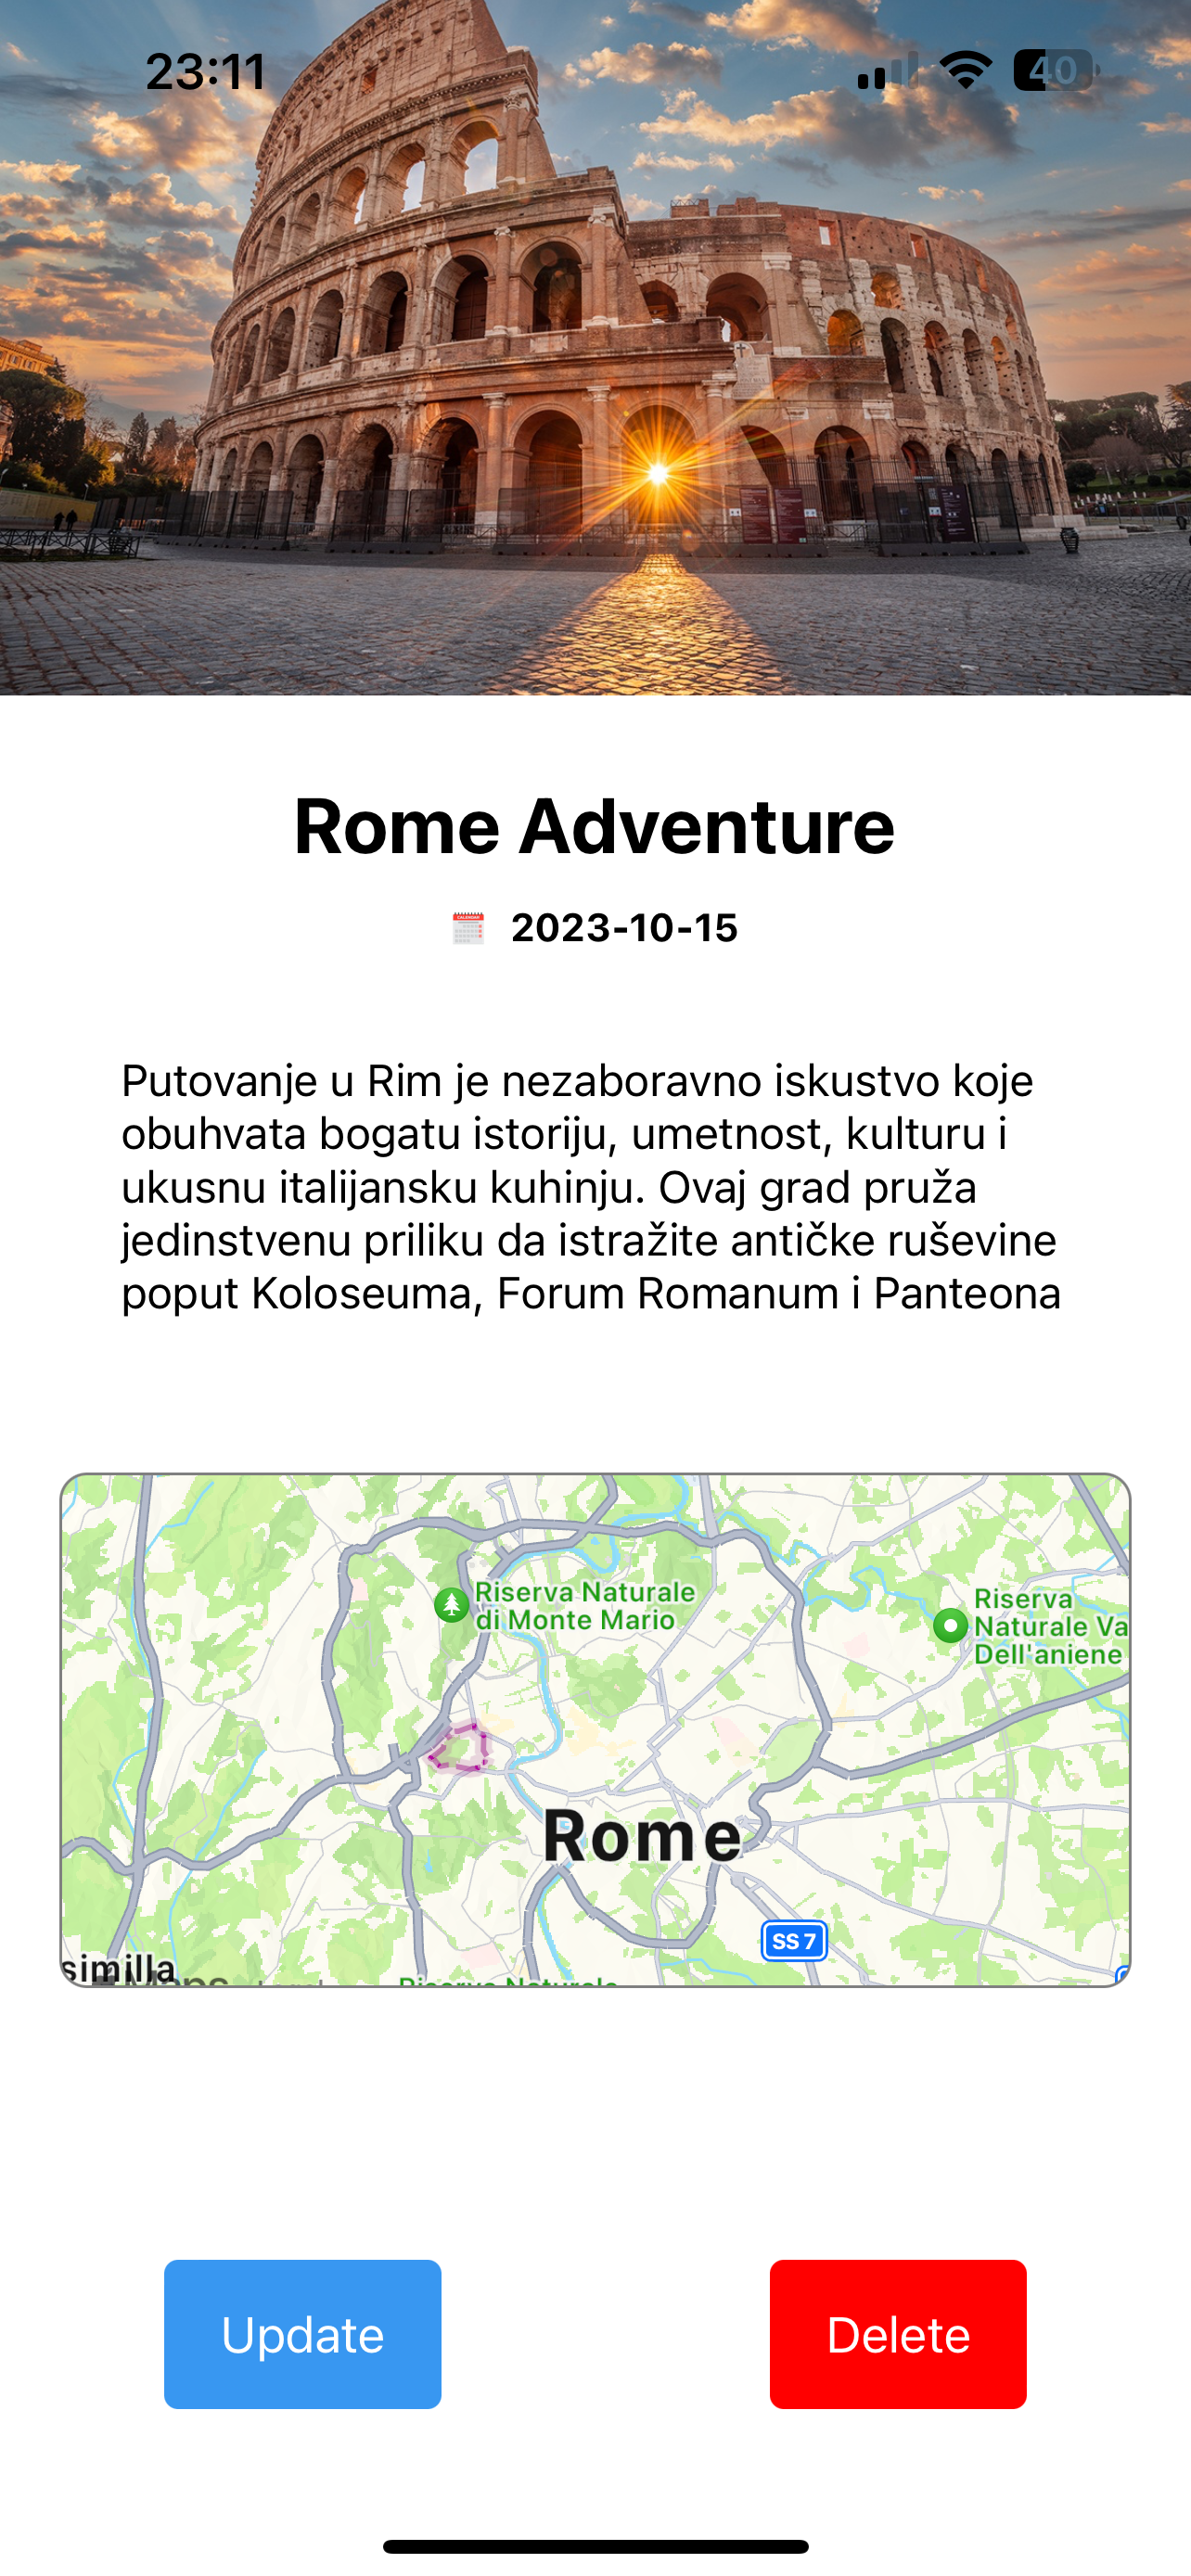 23:11
40
Rome Adventure
2023-10-15
Putovanje u Rim je nezaboravno iskustvo koje
obuhvata bogatu istoriju, umetnost, kulturu i
ukusnu italijansku kuhinju. Ovaj grad pruža
jedinstvenu priliku da istražite antičke ruševine
poput Koloseuma, Forum Romanum i Panteona
Riserva Naturale
di Monte Mario
Riserva
Naturale Va
Dell'aniene
Rome
SS 7
similla
Riserva Naturale
Update
Delete